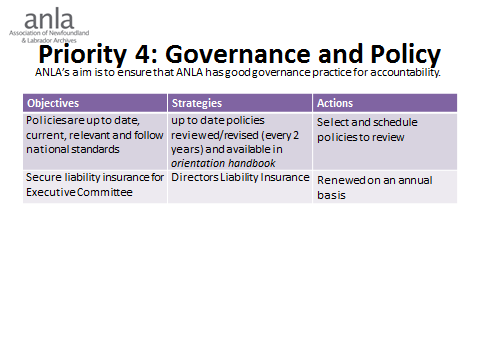 anla
Association of Newfoundland
& Labrador Archives
Priority 4: Governance and Policy
ANLA's aim is to ensure that ANLA has good governance practice for accountability.
Objectives Strategies Actions
Policies are up to date,
current, relevant and follow
national standards
up to date policies
reviewed/revised (every 2
years) and available in
orientation handbook
Select and schedule
policies to review
Secure liability insurance for
Executive Committee
Directors Liability Insurance
Renewed on an annual
basis